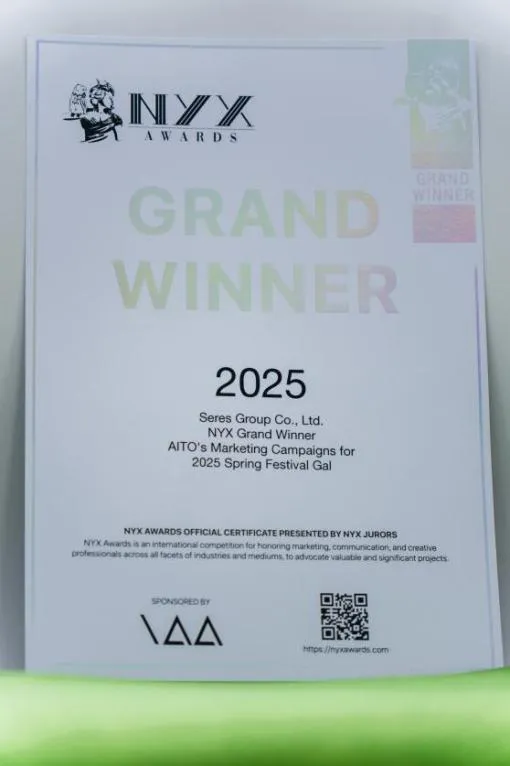 NYX
AWARDS
GRAND
WINNER
GRAND
WINNER
2025
Seres Group Co., Ltd.
NYX Grand Winner
AITO's Marketing Campaigns for
2025 Spring Festival Gal
NYX AWARDS OFFICIAL CERTIFICATE PRESENTED BY NYX JURORS
NYX Awards is an international competition for honoring marketing, communication, and creative
professionals across all facets of industries and mediums, to advocate valuable and significant projects.
SPONSORED BY
IAA
https://nyxawards.com